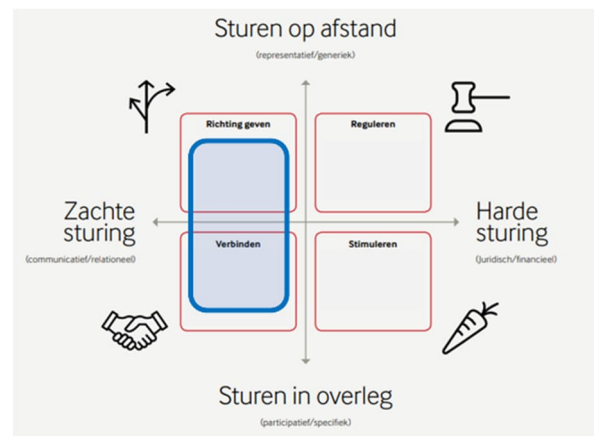 Sturen op afstand
(representatief/generiek)
Richting geven
Reguleren
Zachte
sturing
(communicatief/relationeel)
Harde
sturing
(juridisch/financieel)
Verbinden
Stimuleren
Sturen in overleg
(participatief/specifiek)